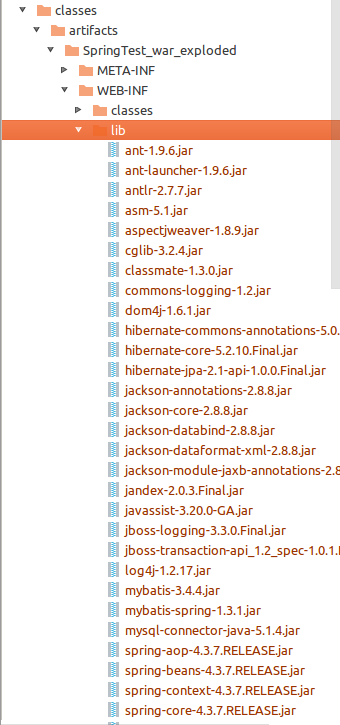 classes
artifacts
SpringTest_war_exploded
META-INF
WEB-INF
classes
lib
ant-1.9.6.jar
ant-launcher-1.9.6.jar
antlr-2.7.7.jar
asm-5.1.jar
aspectjweaver-1.8.9.jar
cglib-3.2.4.jar
classmate-1.3.0.jar
commons-logging-1.2.jar
dom4j-1.6.1.jar
hibernate-commons-annotations-5.0.
hibernate-core-5.2.10.Final.jar
hibernate-jpa-2.1-api-1.0.0.Final.jar
jackson-annotations-2.8.8.jar
jackson-core-2.8.8.jar
jackson-databind-2.8.8.jar
jackson-dataformat-xml-2.8.8.jar
jackson-module-jaxb-annotations-2.8
jandex-2.0.3.Final.jar
javassist-3.20.0-GA.jar
jboss-logging-3.3.0.Final.jar
jboss-transaction-api_1.2_spec-1.0.1.
log4j-1.2.17.jar
mybatis-3.4.4.jar
mybatis-spring-1.3.1.jar
mysql-connector-java-5.1.4.jar
spring-aop-4.3.7.RELEASE.jar
spring-beans-4.3.7.RELEASE.jar
spring-context-4.3.7.RELEASE.jar
spring-core-4.3.7.RELEASE.jar